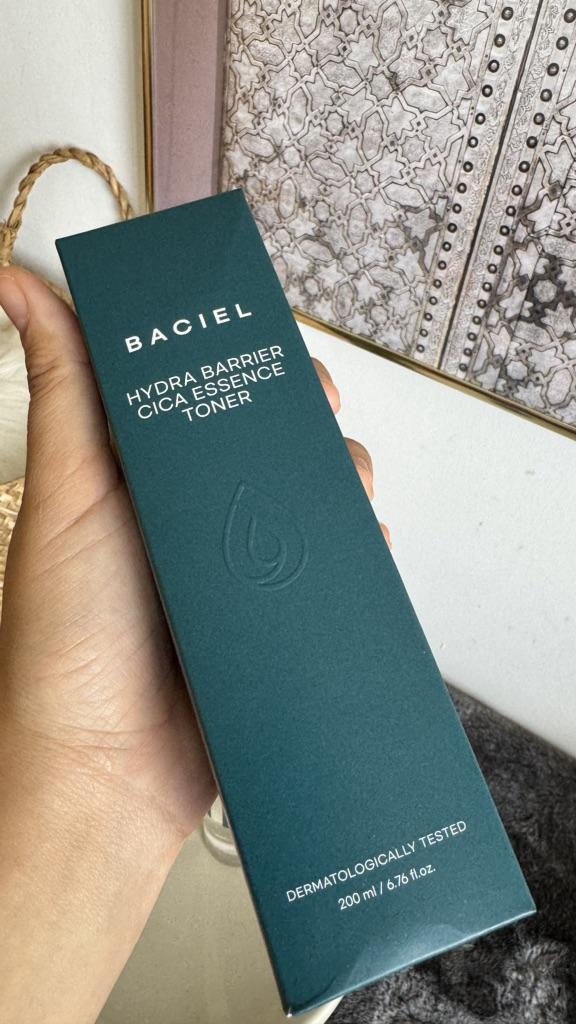 BACIEL
HYDRA BARRIER
CICA ESSENCE
TONER
DERMATOLOGICALLY TESTED
200 ml / 6.76 fl.oz.